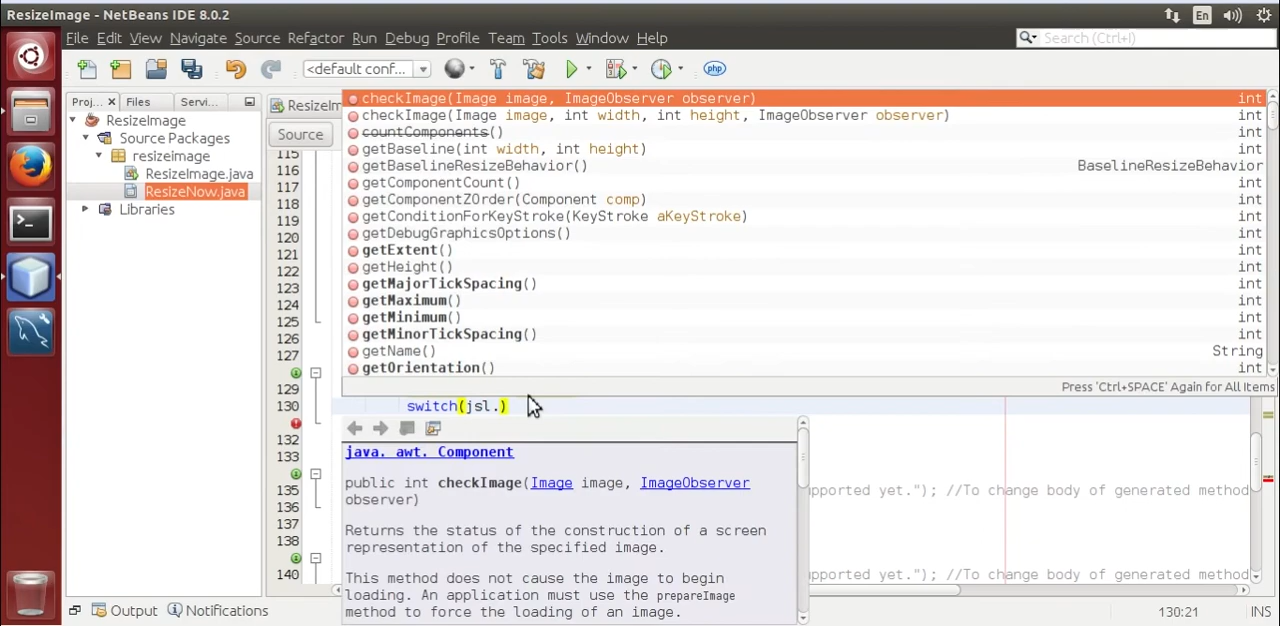 ResizeImage - NetBeans IDE 8.0.2
En
File Edit View Navigate Source Refactor Run Debug Profile Team Tools Window Help
Search (Ctrl+I)
<default conf...
php
Proj... Files Servi...
ResizeIm
ResizeImage
Source Packages
resizeimage
ResizeImage.java
ResizeNow.java
Libraries
Source
checkImage(Image image, ImageObserver observer) int
checkImage(Image image, int width, int height, ImageObserver observer) int
countComponents() int
getBaseline(int width, int height) int
getBaselineResizeBehavior() BaselineResizeBehavior
getComponentCount() int
getComponentZOrder(Component comp) int
getConditionForKeyStroke(KeyStroke aKeyStroke) int
getDebugGraphicsOptions() int
getExtent() int
getHeight() int
getMajorTickSpacing() int
getMaximum() int
getMinimum() int
getMinorTickSpacing() int
getName() String
getOrientation() int
Press 'Ctrl+SPACE' Again for All Items
115
116
117
118
119
120
121
122
123
124
125
126
127
129
130 switch(jsl.)
132
133
135 pported yet."); //To change body of generated method
136
137
138
140 pported yet."); //To change body of generated method
java. awt. Component
public int checkImage(Image image, ImageObserver
observer)
Returns the status of the construction of a screen
representation of the specified image.
This method does not cause the image to begin
loading. An application must use the prepareImage
method to force the loading of an image.
Output Notifications
130:21 INS